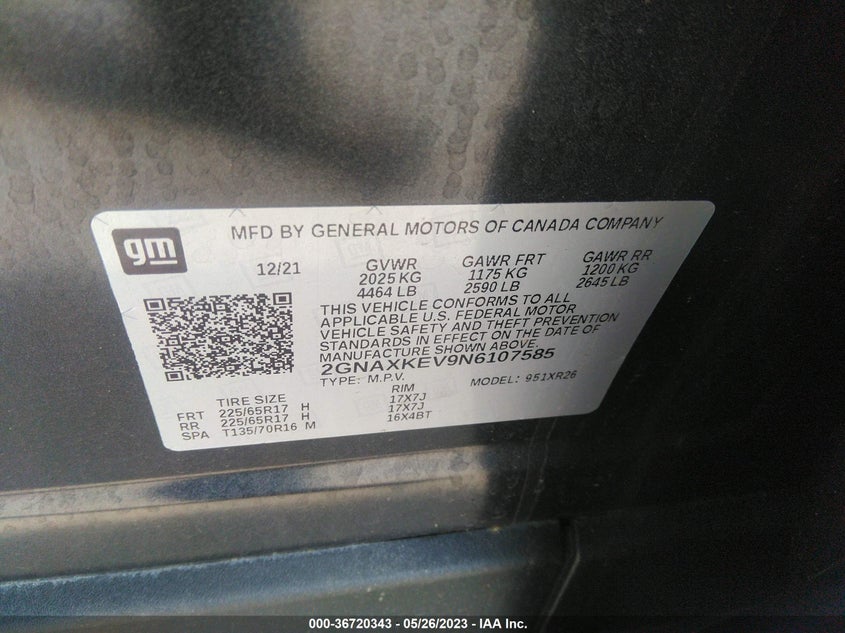 gm
MFD BY GENERAL MOTORS OF CANADA COMPANY
12/21 GVWR GAWR FRT GAWR RR
2025 KG 1175 KG 1200 KG
4464 LB 2590 LB 2645 LB
THIS VEHICLE CONFORMS TO ALL
APPLICABLE U.S. FEDERAL MOTOR
VEHICLE SAFETY AND THEFT PREVENTION
STANDARDS IN EFFECT ON THE DATE OF
MANUFACTURE SHOWN ABOVE.
2GNAXKEV9N6107585
TYPE: M.P.V. MODEL: 951XR26
TIRE SIZE RIM
FRT 225/65R17 H 17X7J
RR 225/65R17 H 17X7J
SPA T135/70R16 M 16X4BT
000-36720343 - 05/26/2023 - IAA Inc.